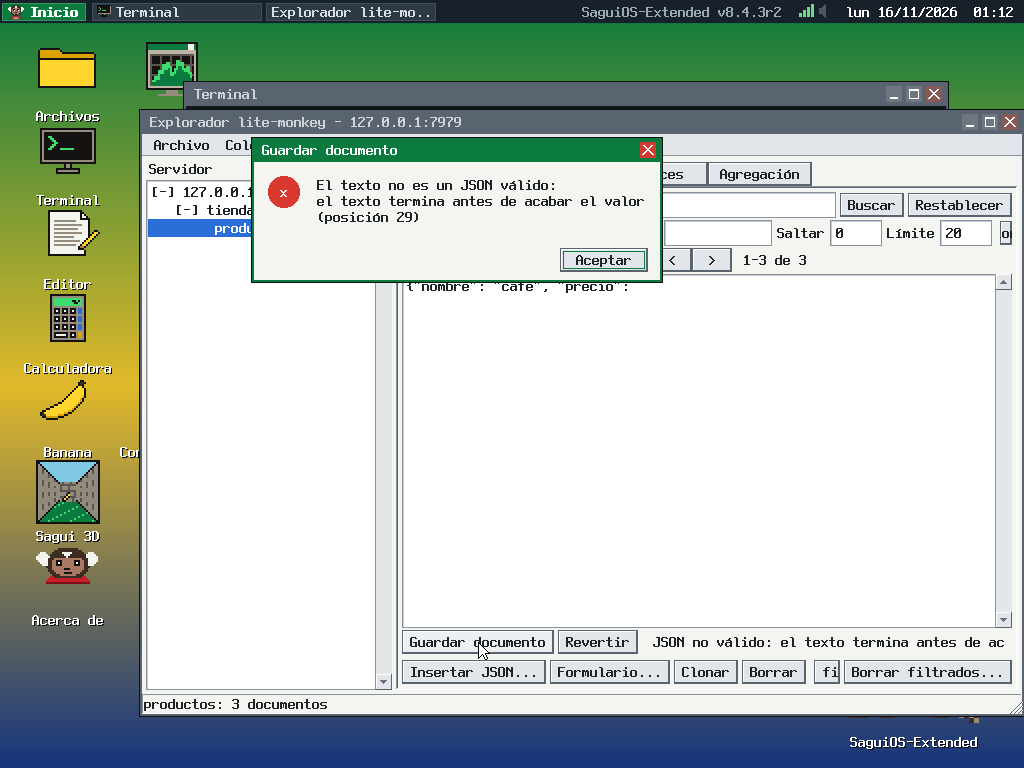 Inicio
Terminal
Explorador lite-mo..
SaguiOS-Extended v8.4.3r2
lun 16/11/2026 01:12
Archivos
Terminal
Editor
Calculadora
Banana
Sagui 3D
Acerca de
SaguiOS-Extended
Terminal
Explorador lite-monkey - 127.0.0.1:7979
Archivo
Servidor
[-] 127.0.0.1
[-] tienda
Agregación
Buscar
Restablecer
Saltar 0 Límite 20
< > 1-3 de 3
Guardar documento
El texto no es un JSON válido:
el texto termina antes de acabar el valor
(posición 29)
Aceptar
{"nombre": "café", "precio":
Guardar documento
Revertir
JSON no válido: el texto termina antes de ac
Insertar JSON...
Formulario...
Clonar
Borrar
Borrar filtrados...
productos: 3 documentos